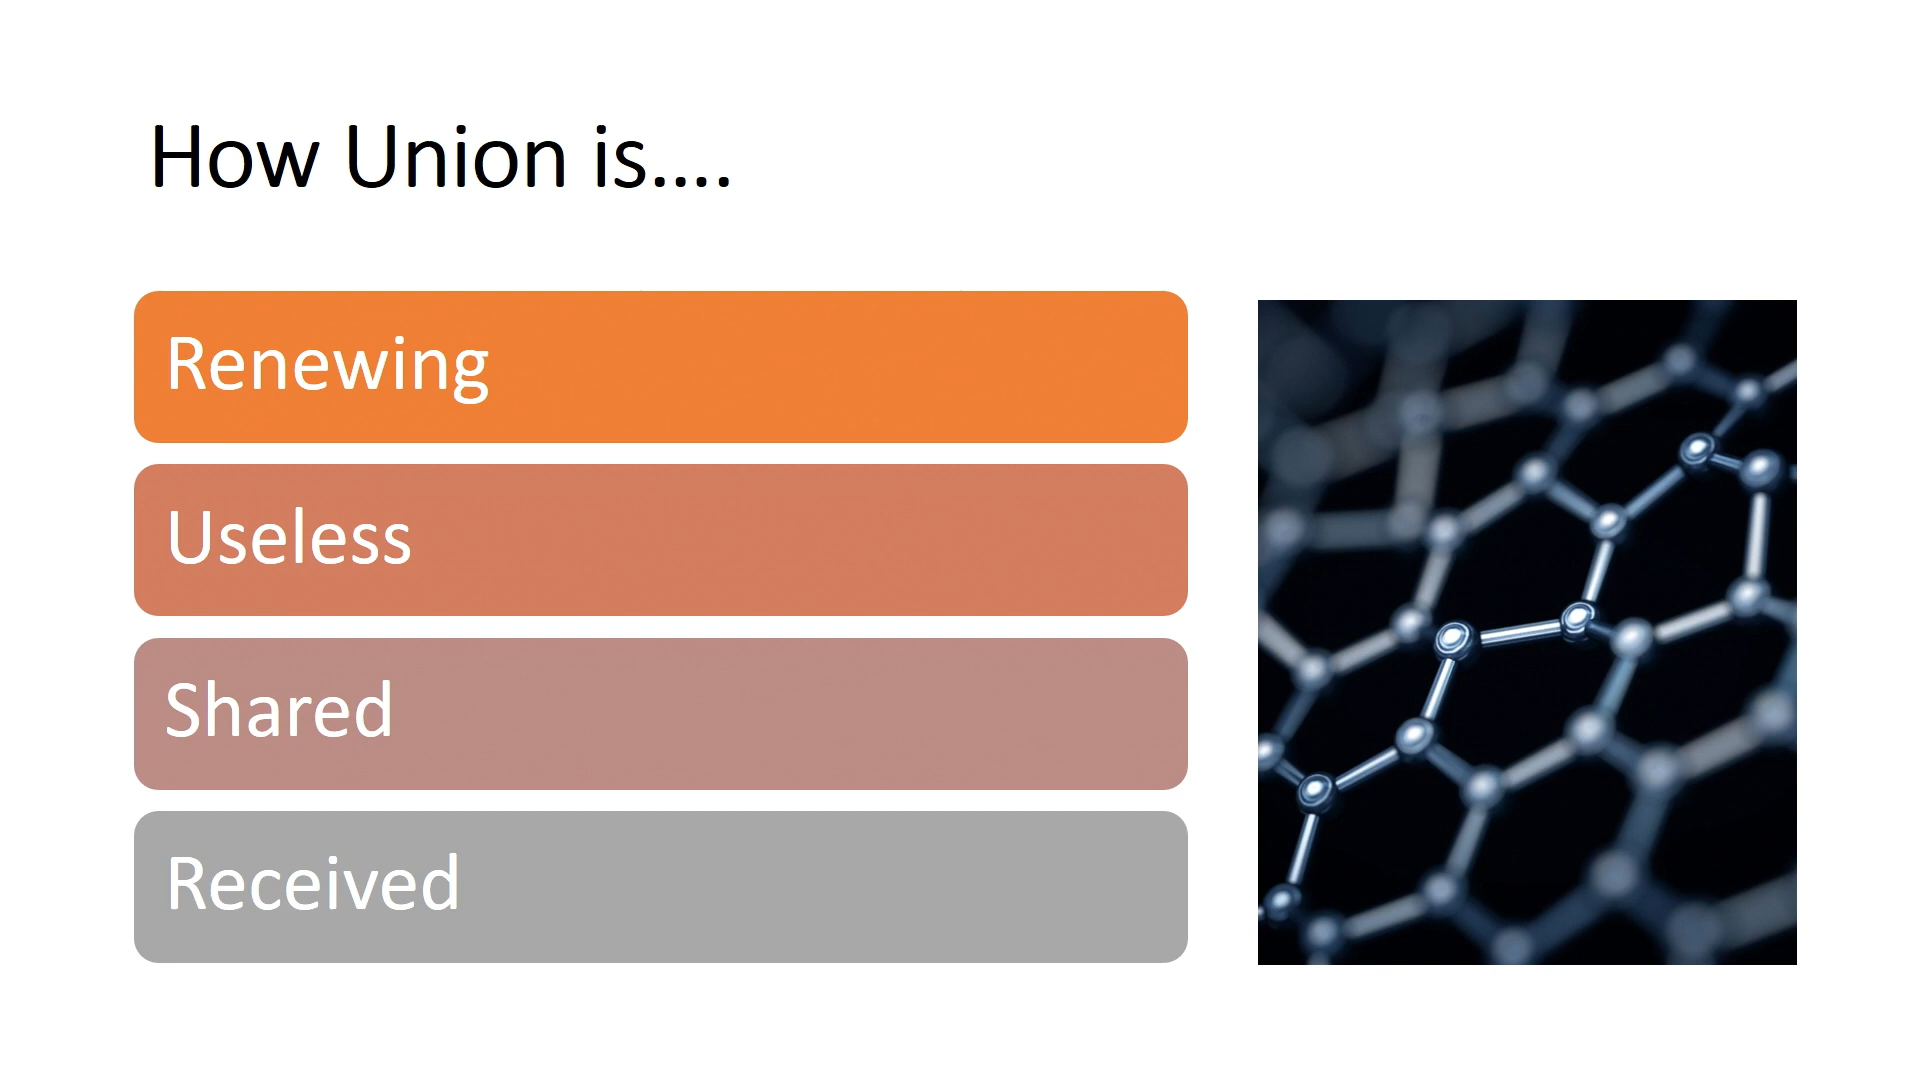 How Union is....
Renewing
Useless
Shared
Received